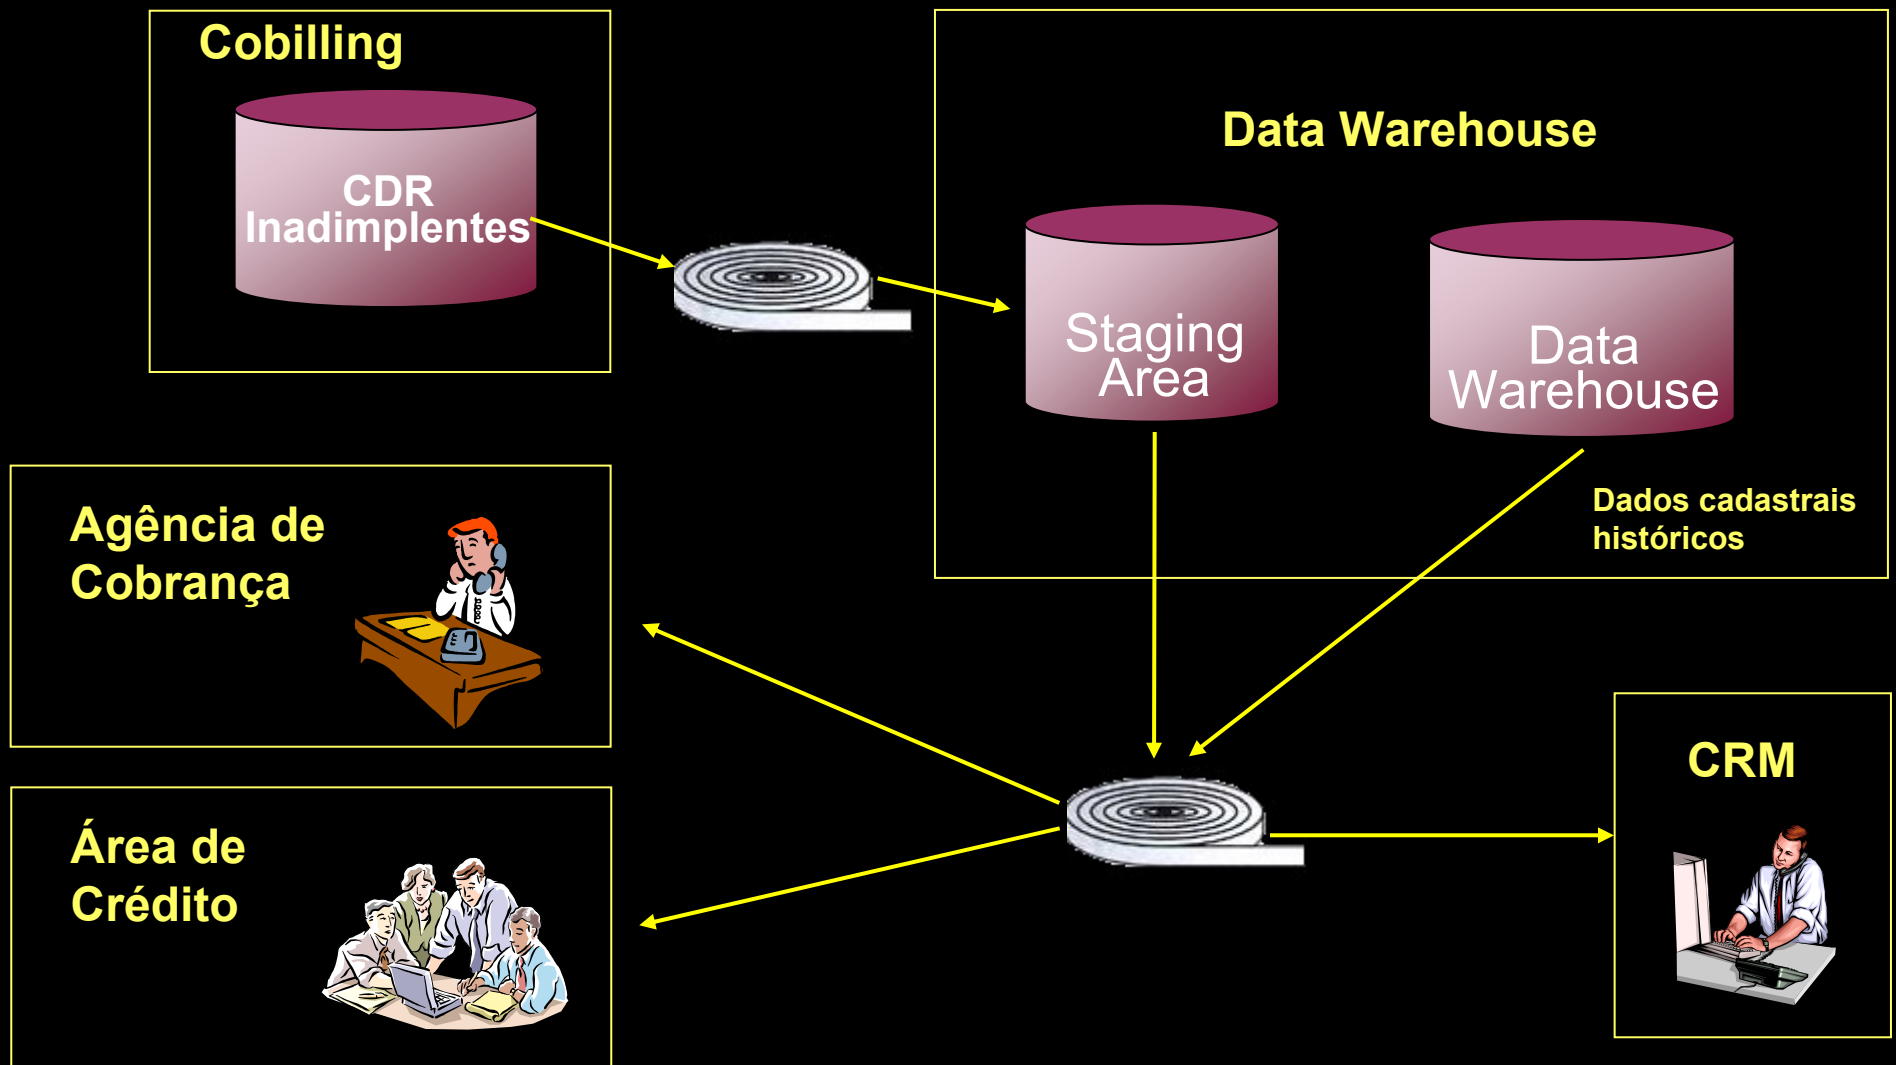 Cobilling
CDR
Inadimplentes
Data Warehouse
Staging
Area
Data
Warehouse
Dados cadastrais
históricos
Agência de
Cobrança
Área de
Crédito
CRM